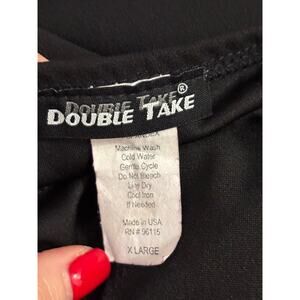 DOUBLE TAKE
DOUBLE TAKE®
Machine Wash
Cold Water
Gentle Cycle
Do Not Bleach
Line Dry
Cool Iron
If Needed
Made in USA
RN # 96115
X LARGE